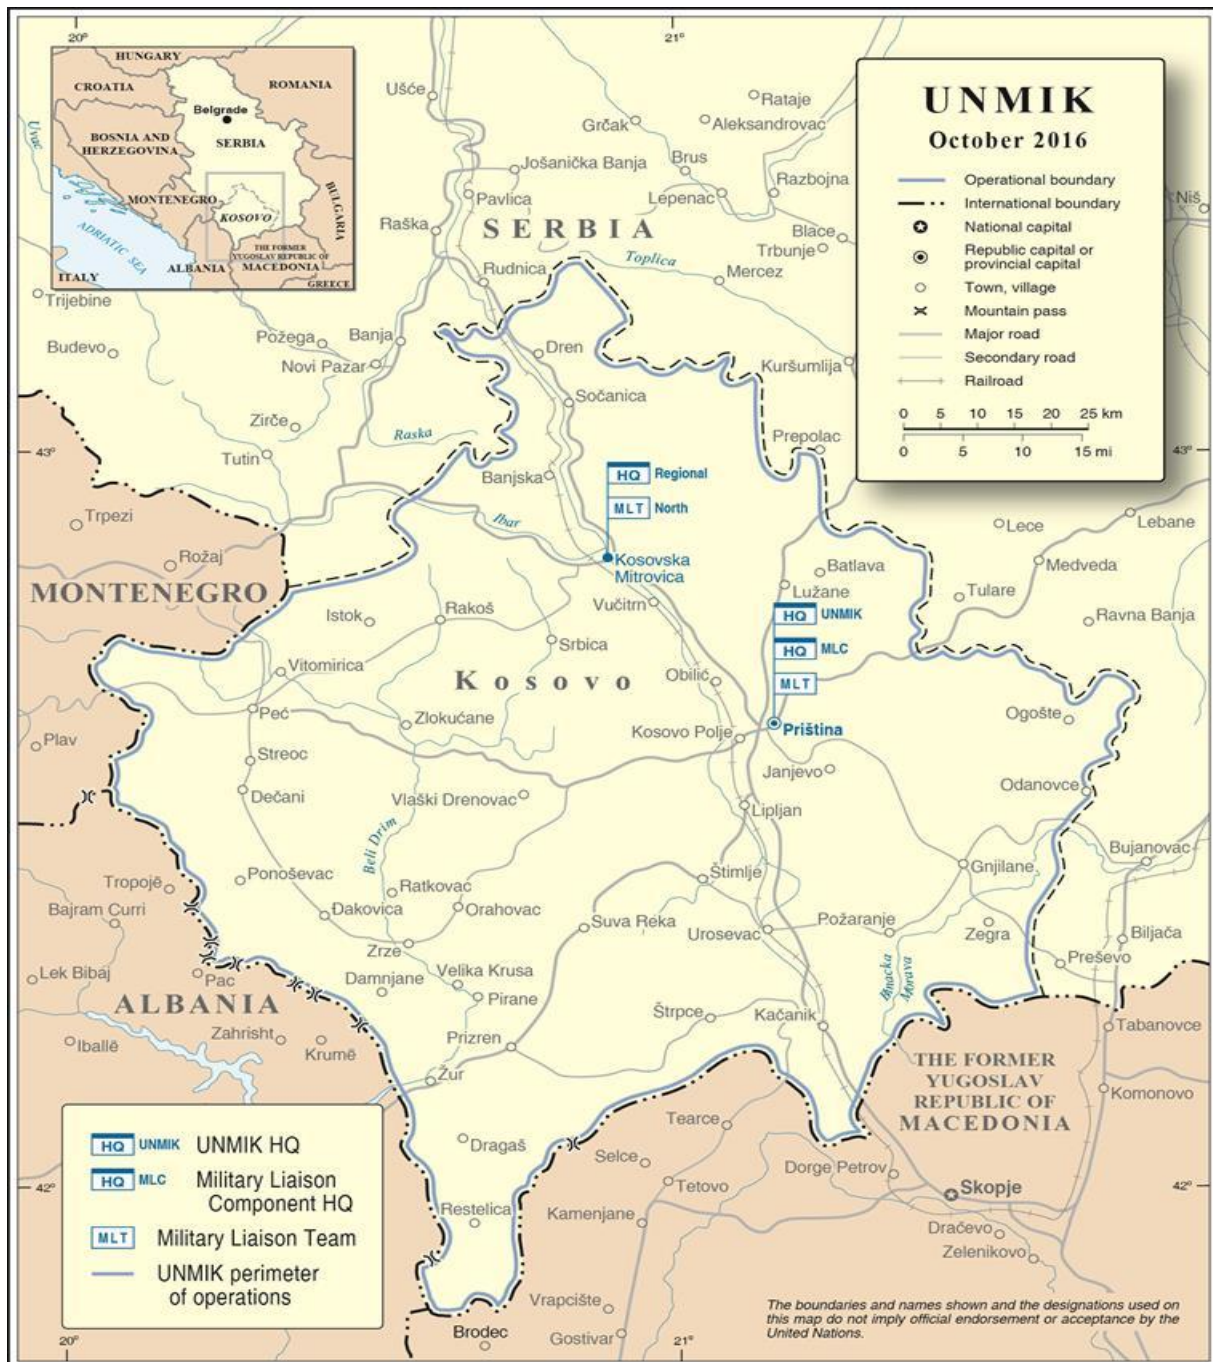 20°
21°
HUNGARY
CROATIA
ROMANIA
Belgrade
BOSNIA AND
HERZEGOVINA
SERBIA
MONTENEGRO
KOSOVO
BULGARIA
ADRIATIC SEA
ITALY
ALBANIA
THE FORMER
YUGOSLAV REPUBLIC OF
MACEDONIA
GREECE
UNMIK
October 2016
Operational boundary
International boundary
National capital
Republic capital or
provincial capital
Town, village
Mountain pass
Major road
Secondary road
Railroad
0 5 10 15 20 25 km
0 5 10 15 mi
Uvac
Ušće
Rataje
Grčak
Aleksandrovac
Jošanička Banja
Brus
Pavlica
Lepenac
Razbojna
Niš
Raška
SERBIA
Blace
Trbunje
Toplica
Rudnica
Mercez
Trijebine
Požega
Banja
Budevo
Novi Pazar
Dren
Kuršumlija
Sočanica
Zirče
Raska
Prepolac
43°
43°
Tutin
Banjska
HQ Regional
MLT North
Ibar
Trpezi
Lece
Lebane
Rožaj
Kosovska
Mitrovica
Batlava
Medveda
MONTENEGRO
Lužane
Tulare
Vučitrn
Istok
Rakoš
HQ UNMIK
Ravna Banja
Srbica
HQ MLC
Vitomirica
Kosovo
Obilić
MLT
Peć
Zlokućane
Ogošte
Plav
Kosovo Polje
Priština
Streoc
Janjevo
Dečani
Vlaški Drenovac
Odanovce
Lipljan
Beli Drim
Bujanovac
Gnjilane
Tropojë
Ponoševac
Štimlje
Ratkovac
Bajram Curri
Đakovica
Orahovac
Suva Reka
Požaranje
Urosevac
Zegra
Biljača
Zrze
Preševo
Lek Bibaj
Pac
Damnjane
Velika Krusa
Binacka
Morava
ALBANIA
Pirane
Štrpce
Kačanik
Zahrisht
Prizren
Tabanovce
Iballë
Krumë
THE FORMER
YUGOSLAV
REPUBLIC OF
MACEDONIA
Žur
Komonovo
HQ UNMIK UNMIK HQ
HQ MLC Military Liaison
Component HQ
MLT Military Liaison Team
UNMIK perimeter
of operations
Tearce
Dragaš
Selce
Dorge Petrov
42°
42°
Tetovo
Skopje
Restelica
Kamenjane
Dračevo
Zelenikovo
Vrapcište
Brodec
Gostivar
The boundaries and names shown and the designations used on
this map do not imply official endorsement or acceptance by the
United Nations.
20°
21°